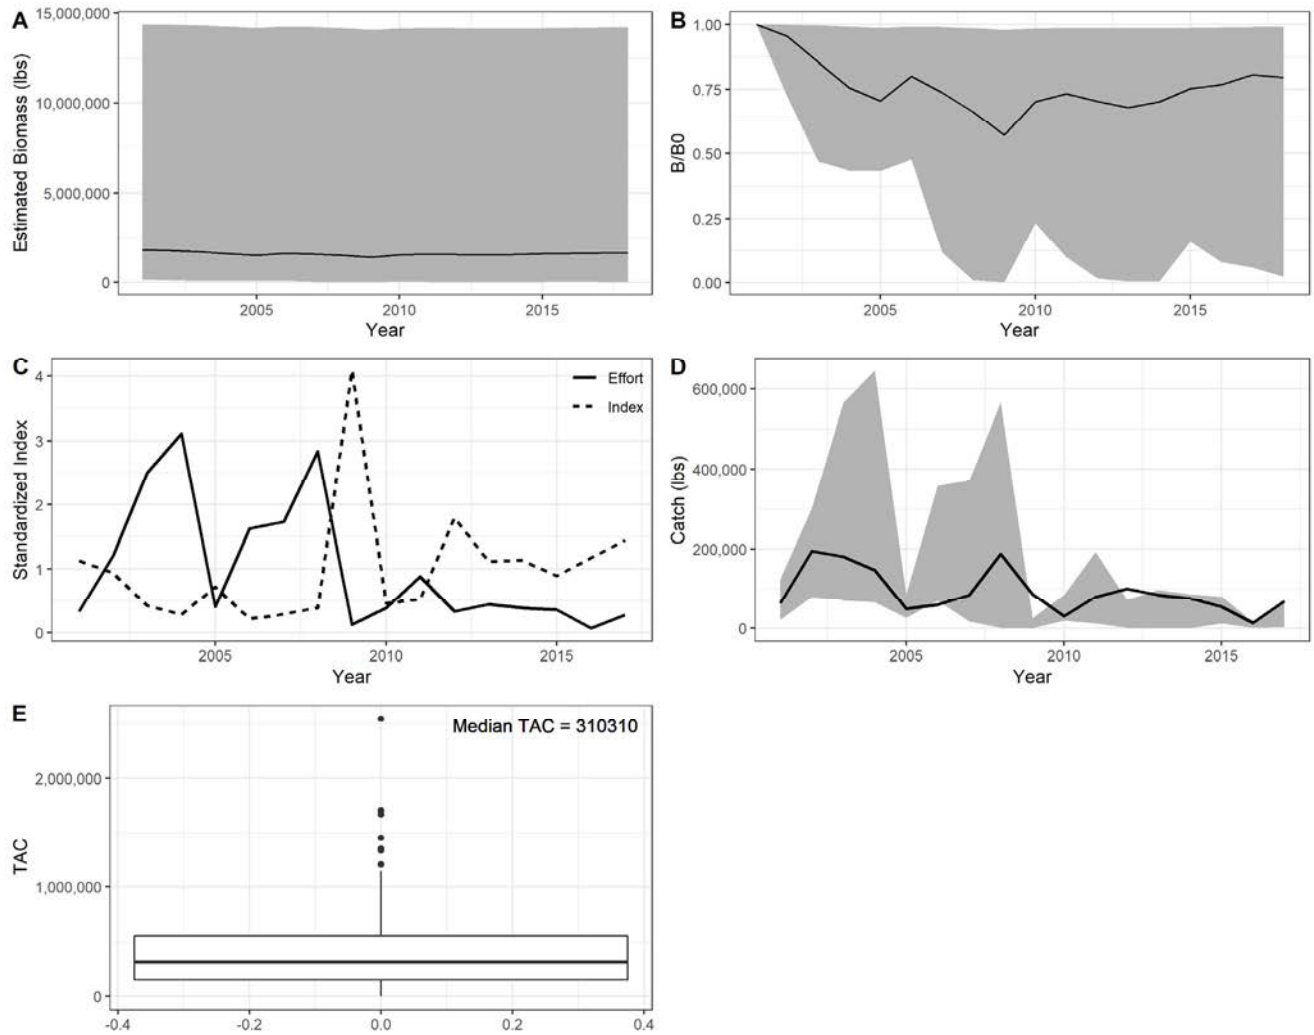 A
Estimated Biomass (lbs)
15,000,000
10,000,000
5,000,000
0
2005 2010 2015
Year
B
B/B0
1.00
0.75
0.50
0.25
0.00
2005 2010 2015
Year
C
Standardized Index
4
3
2
1
0
Effort
Index
2005 2010 2015
Year
D
Catch (lbs)
600,000
400,000
200,000
0
2005 2010 2015
Year
E
TAC
Median TAC = 310310
2,000,000
1,000,000
0
-0.4 -0.2 0.0 0.2 0.4